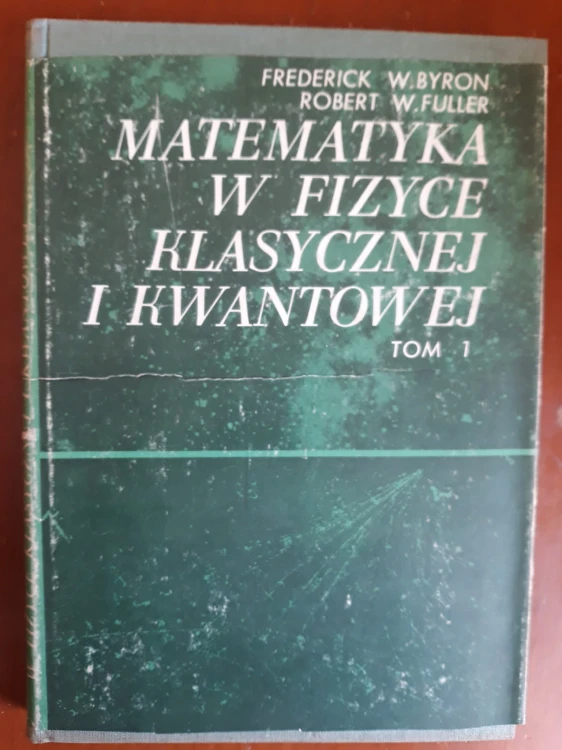 FREDERICK W. BYRON
ROBERT W. FULLER
MATEMATYKA
W FIZYCE
KLASYCZNEJ
I KWANTOWEJ
TOM 1